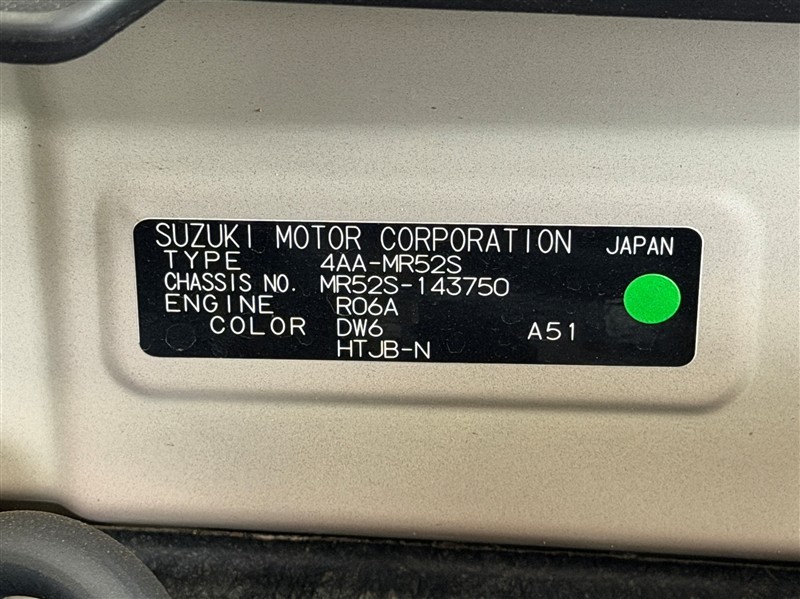 SUZUKI MOTOR CORPORATION JAPAN
TYPE 4AA-MR52S
CHASSIS NO. MR52S-143750
ENGINE R06A
COLOR DW6 A51
HTJB-N